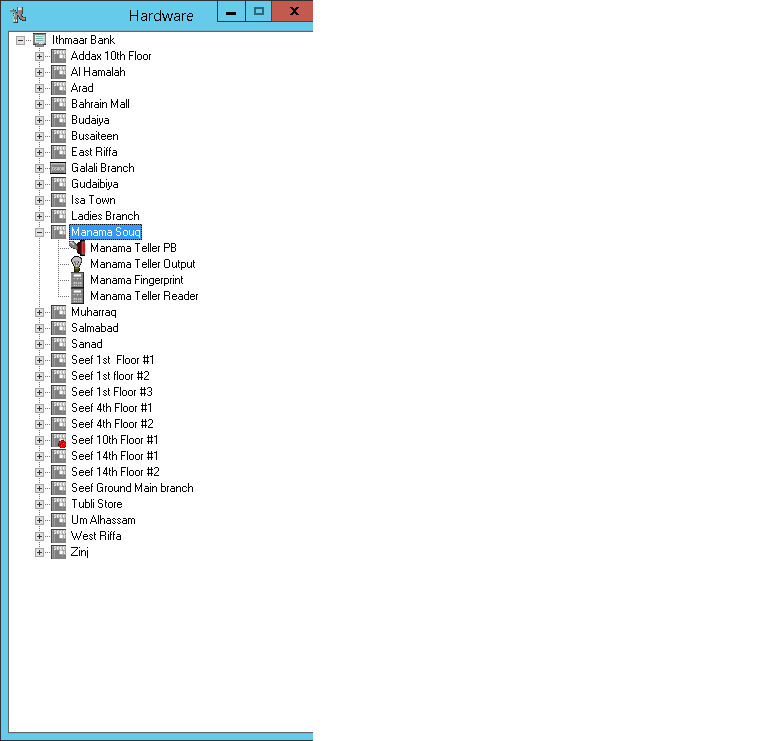 Hardware
Ithmaar Bank
Addax 10th Floor
Al Hamalah
Arad
Bahrain Mall
Budaiya
Busaiteen
East Riffa
Galali Branch
Gudaibiya
Isa Town
Ladies Branch
Manama Souq
Manama Teller PB
Manama Teller Output
Manama Fingerprint
Manama Teller Reader
Muharraq
Salmabad
Sanad
Seef 1st Floor #1
Seef 1st floor #2
Seef 1st Floor #3
Seef 4th Floor #1
Seef 4th Floor #2
Seef 10th Floor #1
Seef 14th Floor #1
Seef 14th Floor #2
Seef Ground Main branch
Tubli Store
Um Alhassam
West Riffa
Zinj